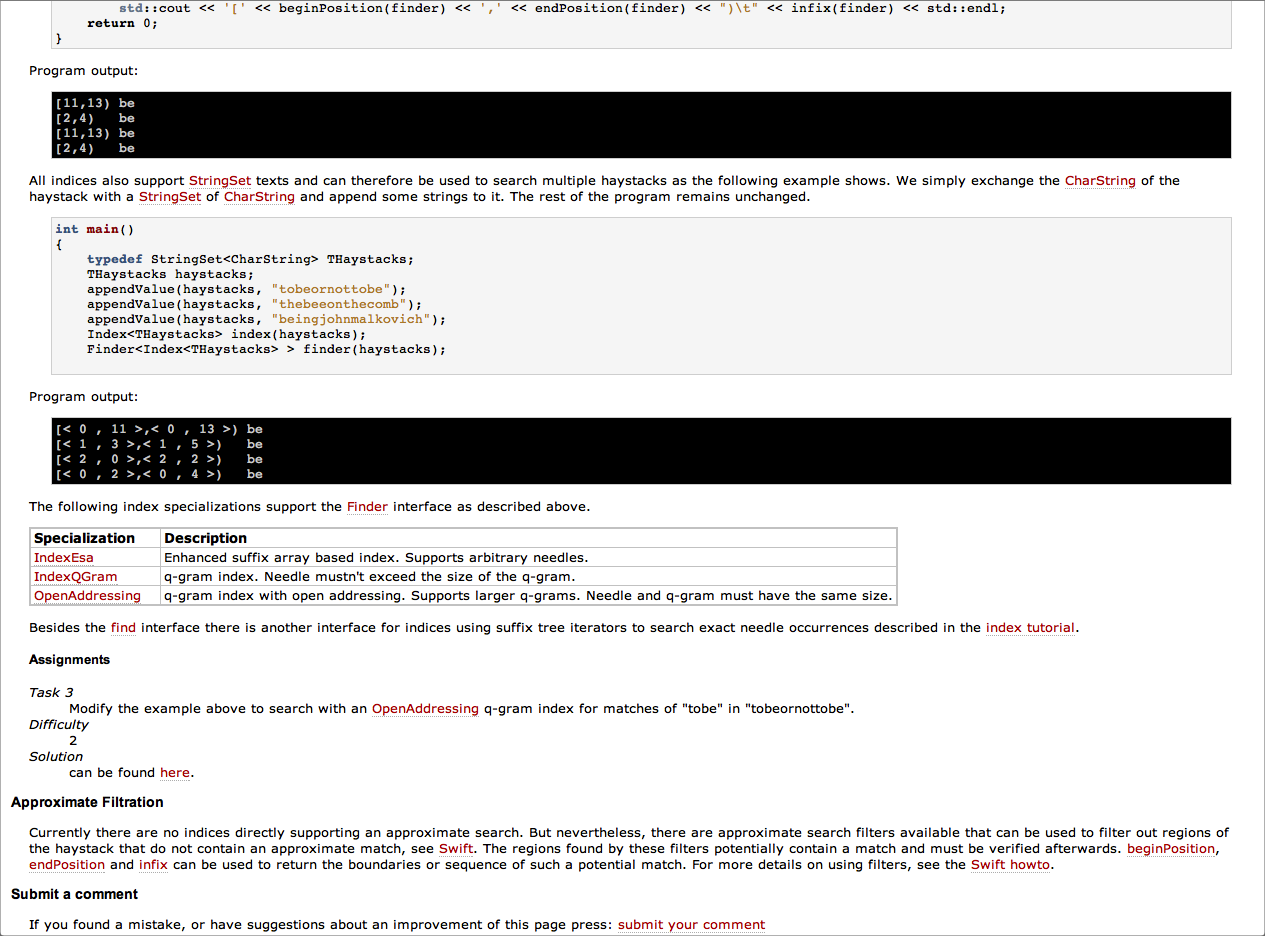 std::cout << '[' << beginPosition(finder) << ',' << endPosition(finder) << ")\t" << infix(finder) << std::endl;
    return 0;
}
Program output:
[11,13) be
[2,4)   be
[11,13) be
[2,4)   be
All indices also support StringSet texts and can therefore be used to search multiple haystacks as the following example shows. We simply exchange the CharString of the
haystack with a StringSet of CharString and append some strings to it. The rest of the program remains unchanged.
int main()
{
    typedef StringSet<CharString> THaystacks;
    THaystacks haystacks;
    appendValue(haystacks, "tobeornottobe");
    appendValue(haystacks, "thebeeonthecomb");
    appendValue(haystacks, "beingjohnmalkovich");
    Index<THaystacks> index(haystacks);
    Finder<Index<THaystacks> > finder(haystacks);
Program output:
[< 0 , 11 >,< 0 , 13 >) be
[< 1 , 3 >,< 1 , 5 >)   be
[< 2 , 0 >,< 2 , 2 >)   be
[< 0 , 2 >,< 0 , 4 >)   be
The following index specializations support the Finder interface as described above.
Specialization Description
IndexEsa Enhanced suffix array based index. Supports arbitrary needles.
IndexQGram q-gram index. Needle mustn't exceed the size of the q-gram.
OpenAddressing q-gram index with open addressing. Supports larger q-grams. Needle and q-gram must have the same size.
Besides the find interface there is another interface for indices using suffix tree iterators to search exact needle occurrences described in the index tutorial.
Assignments
Task 3
Modify the example above to search with an OpenAddressing q-gram index for matches of "tobe" in "tobeornottobe".
Difficulty
2
Solution
can be found here.
Approximate Filtration
Currently there are no indices directly supporting an approximate search. But nevertheless, there are approximate search filters available that can be used to filter out regions of
the haystack that do not contain an approximate match, see Swift. The regions found by these filters potentially contain a match and must be verified afterwards. beginPosition,
endPosition and infix can be used to return the boundaries or sequence of such a potential match. For more details on using filters, see the Swift howto.
Submit a comment
If you found a mistake, or have suggestions about an improvement of this page press: submit your comment